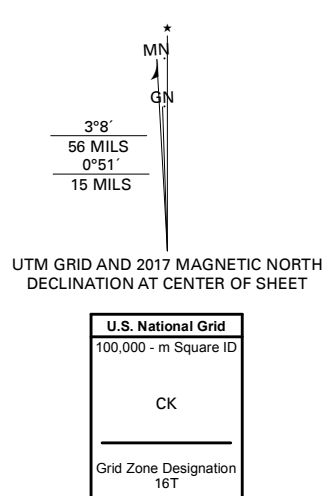 MN
GN
3°8´
56 MILS
0°51´
15 MILS
UTM GRID AND 2017 MAGNETIC NORTH
DECLINATION AT CENTER OF SHEET
U.S. National Grid
100,000 - m Square ID
CK
Grid Zone Designation
16T